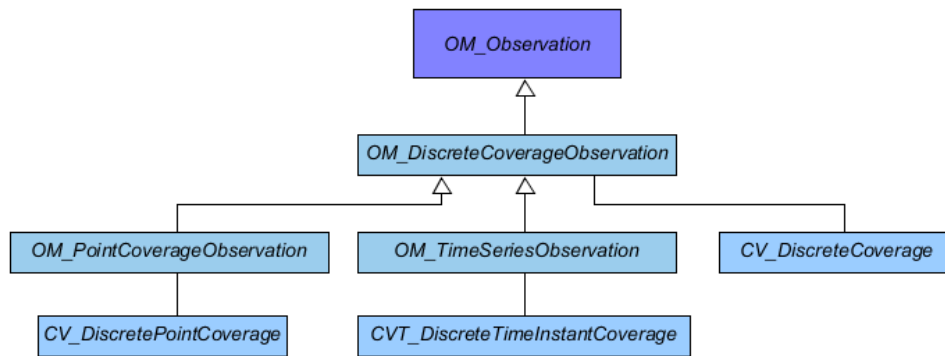 OM_Observation
OM_DiscreteCoverageObservation
OM_PointCoverageObservation
OM_TimeSeriesObservation
CV_DiscreteCoverage
CV_DiscretePointCoverage
CVT_DiscreteTimeInstantCoverage